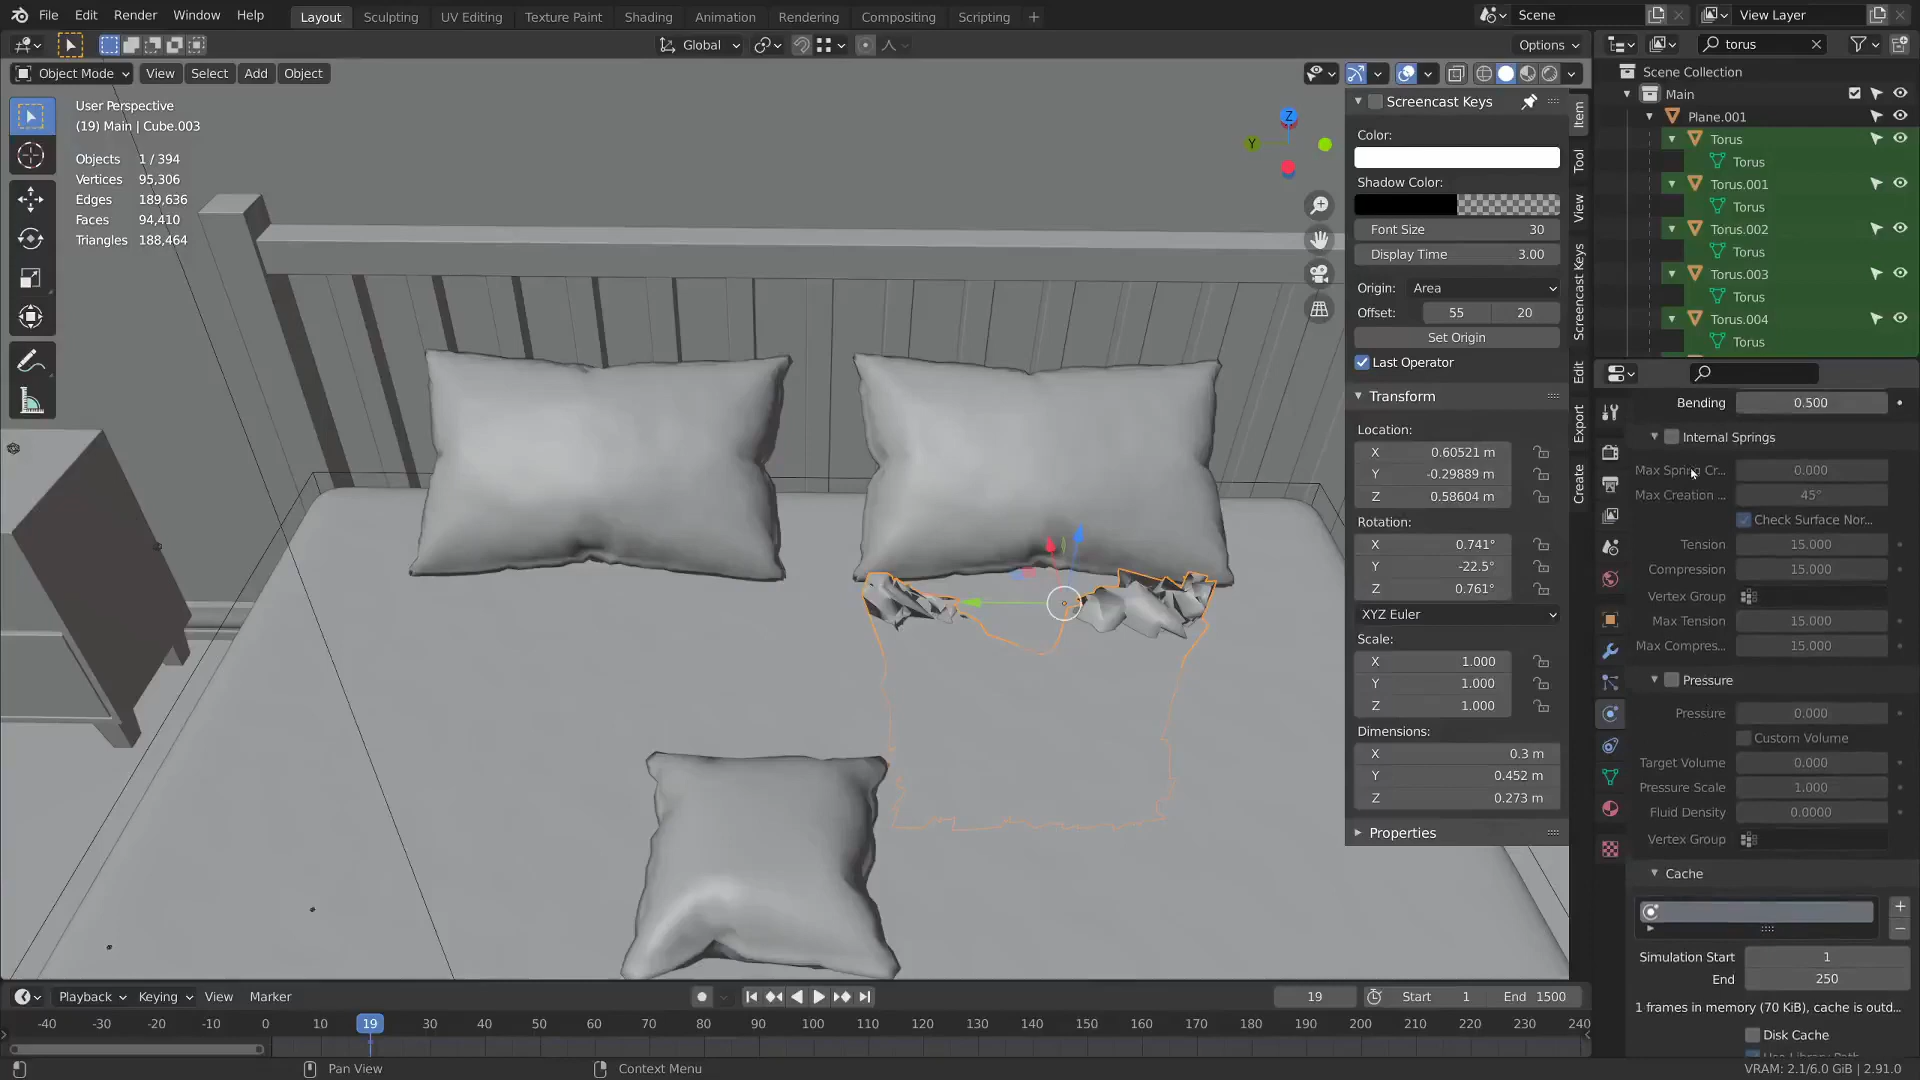 File Edit Render Window Help Layout Sculpting UV Editing Texture Paint Shading Animation Rendering Compositing Scripting + Scene View Layer
Global Options torus
Object Mode View Select Add Object
User Perspective
(19) Main | Cube.003
Objects 1 / 394
Vertices 95,306
Edges 189,636
Faces 94,410
Triangles 188,464
Z
Y
Screencast Keys
Color:
Shadow Color:
Font Size 30
Display Time 3.00
Origin: Area
Offset: 55 20
Set Origin
Last Operator
Transform
Location:
X 0.60521 m
Y -0.29889 m
Z 0.58604 m
Rotation:
X 0.741°
Y -22.5°
Z 0.761°
XYZ Euler
Scale:
X 1.000
Y 1.000
Z 1.000
Dimensions:
X 0.3 m
Y 0.452 m
Z 0.273 m
Properties
Item
Tool
View
Screencast Keys
Edit
Export
Create
Scene Collection
Main
Plane.001
Torus
Torus
Torus.001
Torus
Torus.002
Torus
Torus.003
Torus
Torus.004
Torus
Bending 0.500
Internal Springs
Max Spring Cr... 0.000
Max Creation ... 45°
Check Surface Nor...
Tension 15.000
Compression 15.000
Vertex Group
Max Tension 15.000
Max Compres... 15.000
Pressure
Pressure 0.000
Custom Volume
Target Volume 0.000
Pressure Scale 1.000
Fluid Density 0.0000
Vertex Group
Cache
Simulation Start 1
End 250
1 frames in memory (70 KiB), cache is outd...
Disk Cache
Use Library Path
Playback Keying View Marker 19 Start 1 End 1500
-40 -30 -20 -10 0 10 19 30 40 50 60 70 80 90 100 110 120 130 140 150 160 170 180 190 200 210 220 230 240
Pan View Context Menu VRAM: 2.1/6.0 GiB | 2.91.0